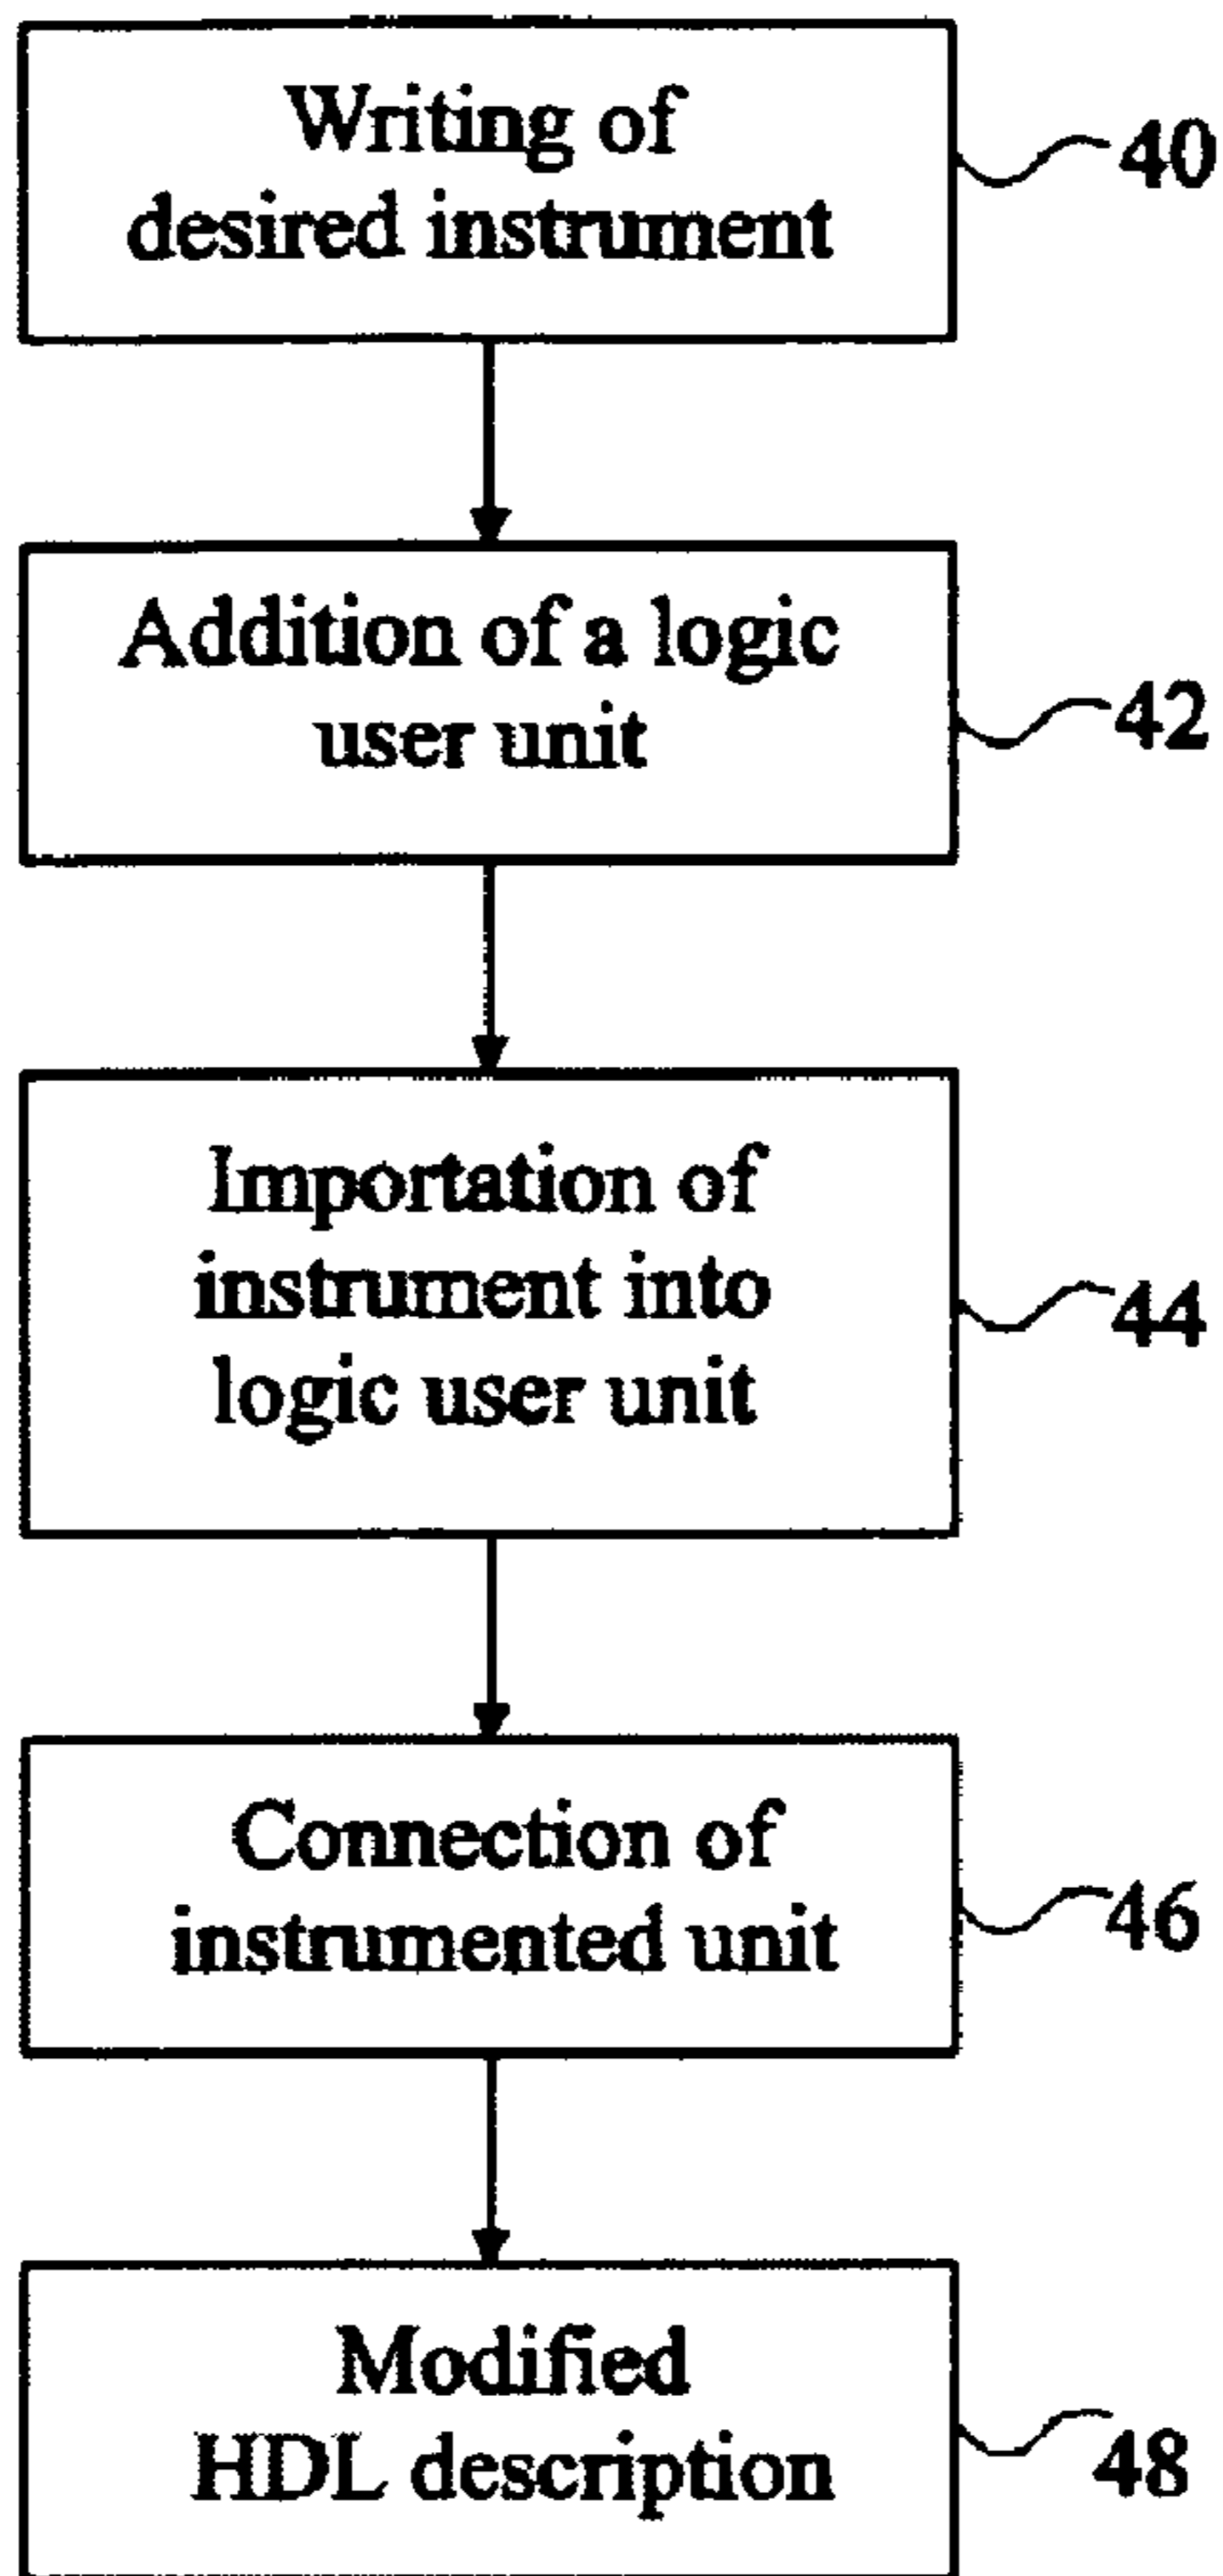 Writing of
desired instrument
40
Addition of a logic
user unit
42
Importation of
instrument into
logic user unit
44
Connection of
instrumented unit
46
Modified
HDL description
48